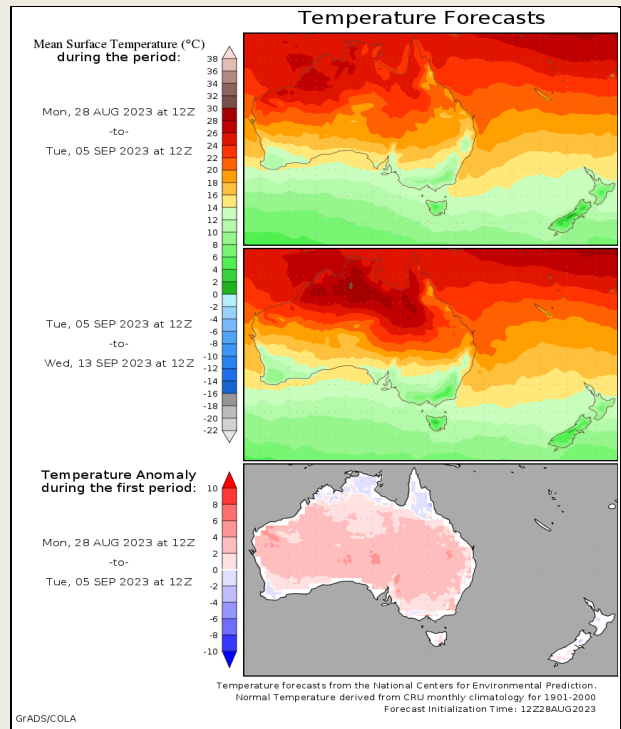 Temperature Forecasts
Mean Surface Temperature (°C)
during the period:
38
36
34
32
30
28
26
24
22
20
18
16
14
12
10
8
6
4
2
0
-2
-4
-6
-8
-10
-12
-14
-16
-18
-20
-22
Mon, 28 AUG 2023 at 12Z
-to-
Tue, 05 SEP 2023 at 12Z
Tue, 05 SEP 2023 at 12Z
-to-
Wed, 13 SEP 2023 at 12Z
Temperature Anomaly
during the first period:
10
8
6
4
2
0
-2
-4
-6
-8
-10
Mon, 28 AUG 2023 at 12Z
-to-
Tue, 05 SEP 2023 at 12Z
Temperature forecasts from the National Centers for Environmental Prediction.
Normal Temperature derived from CRU monthly climatology for 1901-2000
Forecast Initialization Time: 12Z28AUG2023
GrADS/COLA